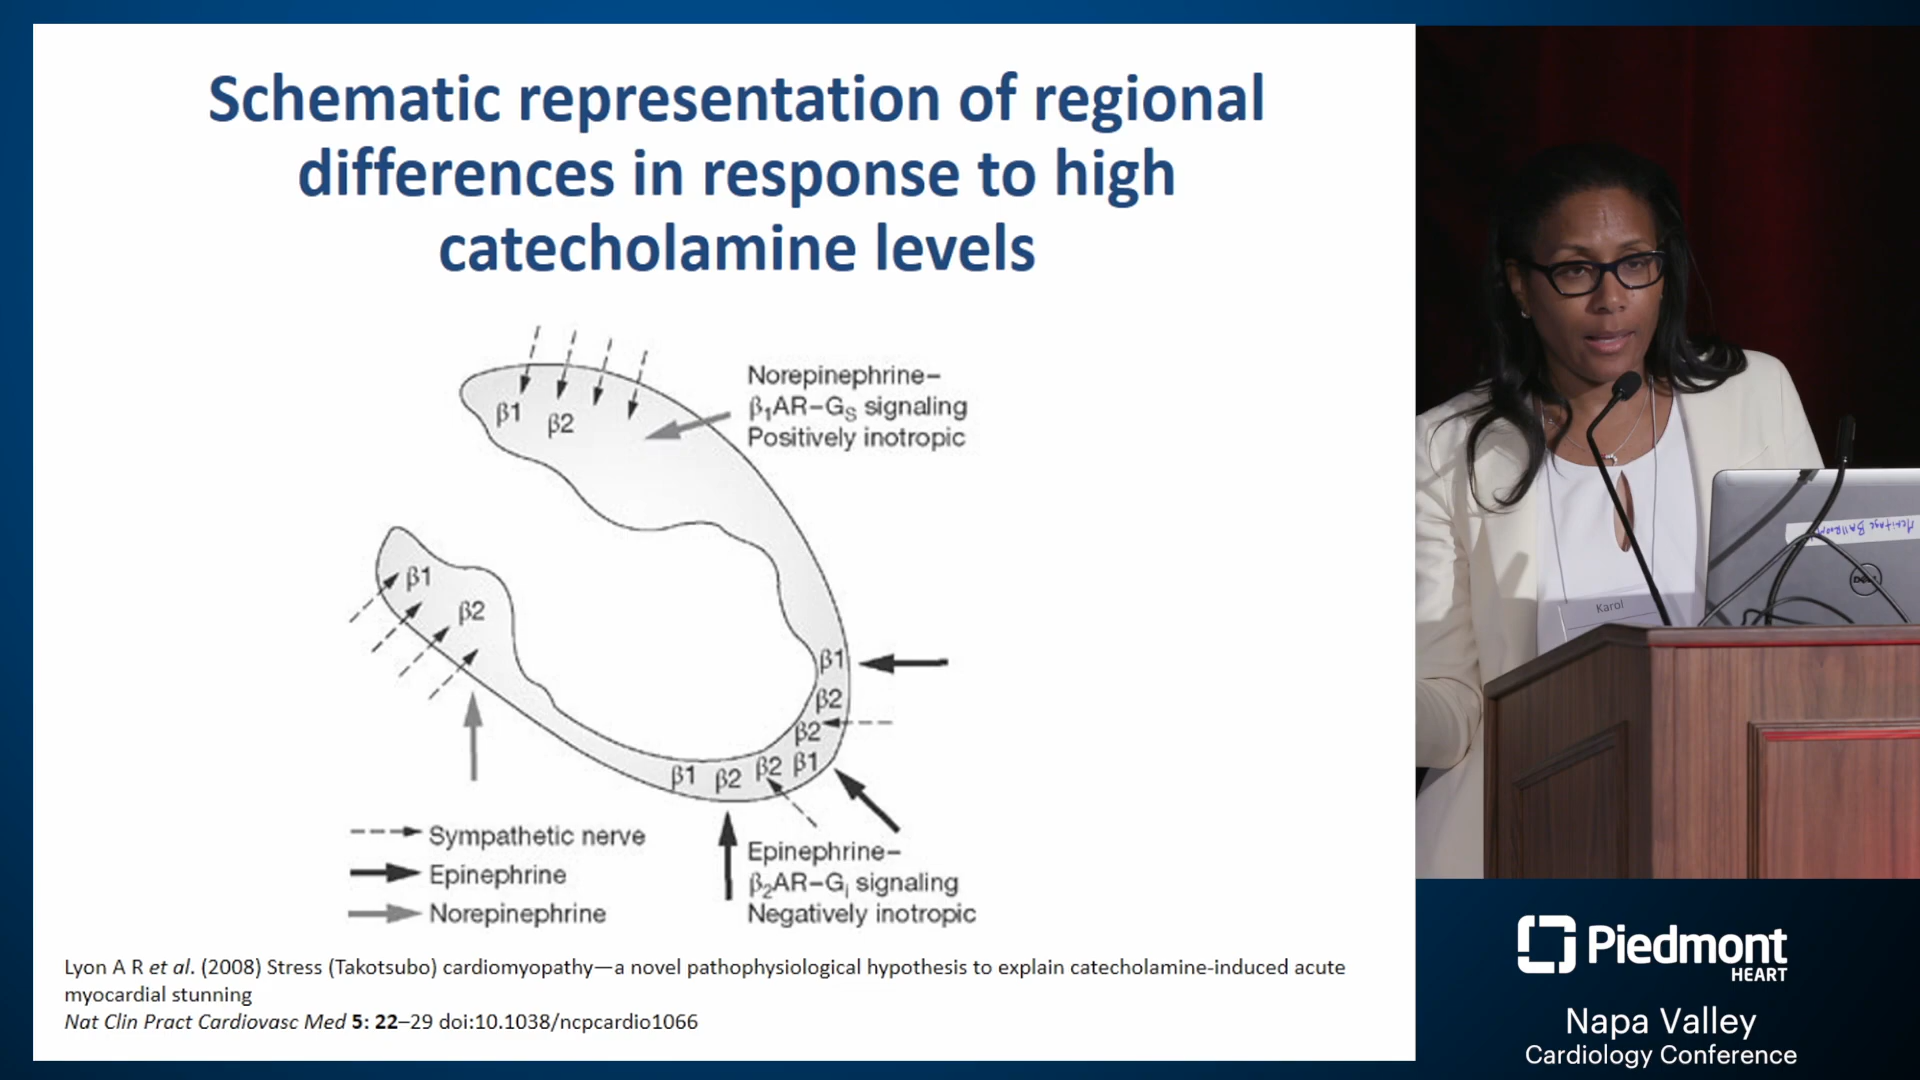 Schematic representation of regional
differences in response to high
catecholamine levels
Norepinephrine–
β1AR–GS signaling
Positively inotropic
β1
β2
β1
β2
β1
β2
β2
β1 β2 β2 β1
Sympathetic nerve
Epinephrine
Norepinephrine
Epinephrine–
β2AR–Gi signaling
Negatively inotropic
Lyon A R et al. (2008) Stress (Takotsubo) cardiomyopathy—a novel pathophysiological hypothesis to explain catecholamine-induced acute
myocardial stunning
Nat Clin Pract Cardiovasc Med 5: 22–29 doi:10.1038/ncpcardio1066
Heritage Ballroom
DELL
Karol
Piedmont
HEART
Napa Valley
Cardiology Conference